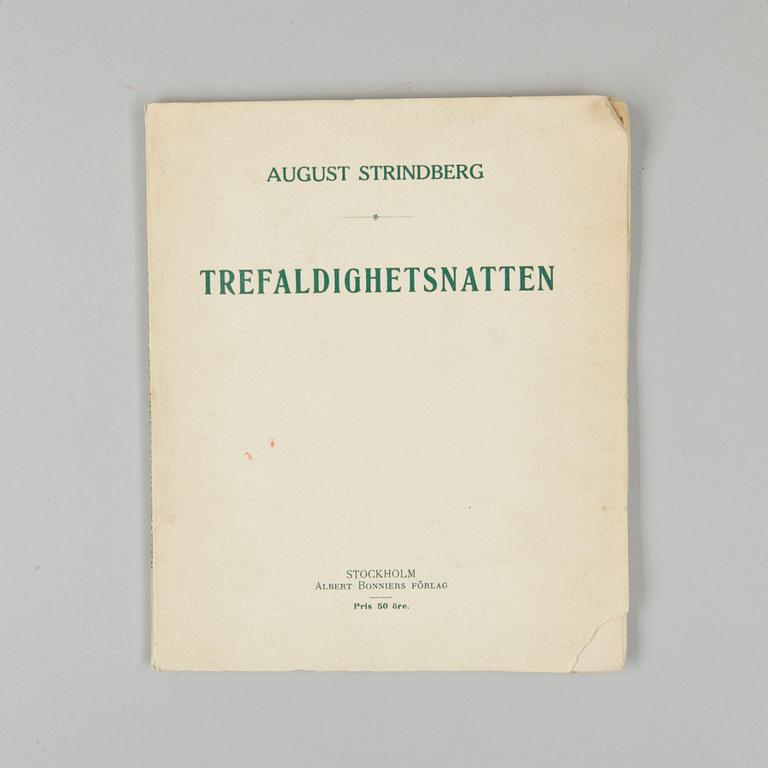 AUGUST STRINDBERG
TREFALDIGHETSNATTEN
STOCKHOLM
ALBERT BONNIERS FÖRLAG
Pris 50 öre.